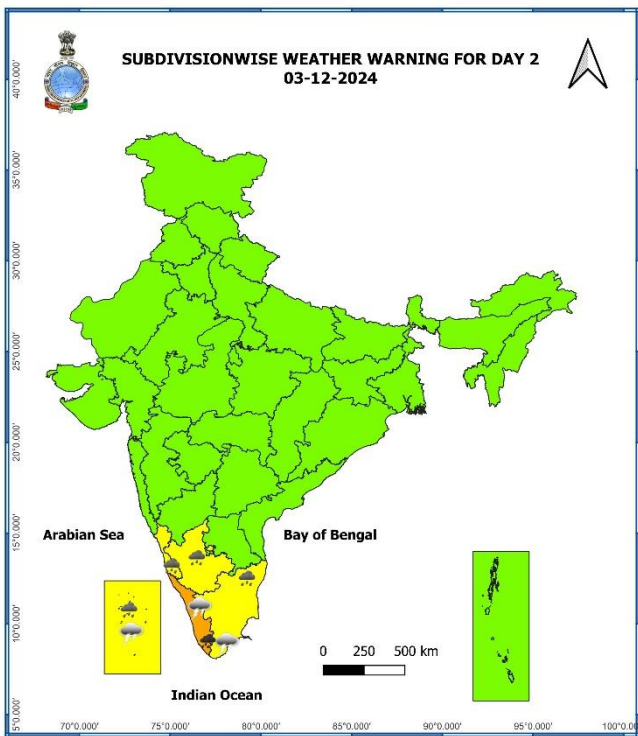 SUBDIVISIONWISE WEATHER WARNING FOR DAY 2
03-12-2024
40°0.000'
35°0.000'
30°0.000'
25°0.000'
20°0.000'
15°0.000'
10°0.000'
5°0.000'
Arabian Sea
Bay of Bengal
0 250 500 km
Indian Ocean
70°0.000' 75°0.000' 80°0.000' 85°0.000' 90°0.000' 95°0.000' 100°0.00